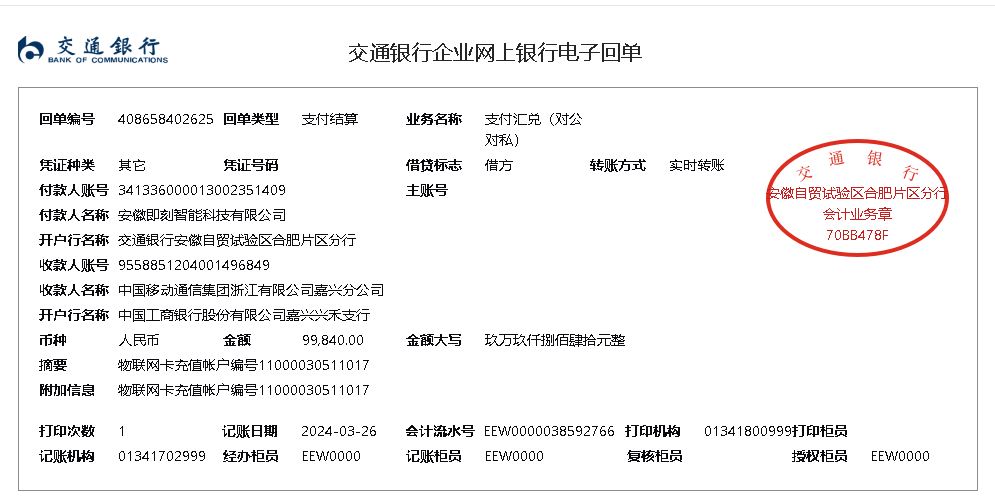 交通銀行
BANK OF COMMUNICATIONS
交通银行企业网上银行电子回单
回单编号 408658402625 回单类型 支付结算 业务名称 支付汇兑（对公
对私）
凭证种类 其它 凭证号码 借贷标志 借方 转账方式 实时转账
付款人账号 341336000013002351409 主账号
付款人名称 安徽即刻智能科技有限公司
开户行名称 交通银行安徽自贸试验区合肥片区分行
收款人账号 9558851204001496849
收款人名称 中国移动通信集团浙江有限公司嘉兴分公司
开户行名称 中国工商银行股份有限公司嘉兴兴禾支行
币种 人民币 金额 99,840.00 金额大写 玖万玖仟捌佰肆拾元整
摘要 物联网卡充值帐户编号11000030511017
附加信息 物联网卡充值帐户编号11000030511017
打印次数 1 记账日期 2024-03-26 会计流水号 EEW0000038592766 打印机构 01341800999打印柜员
记账机构 01341702999 经办柜员 EEW0000 记账柜员 EEW0000 复核柜员 授权柜员 EEW0000
交通银行
安徽自贸试验区合肥片区分行
会计业务章
70BB478F